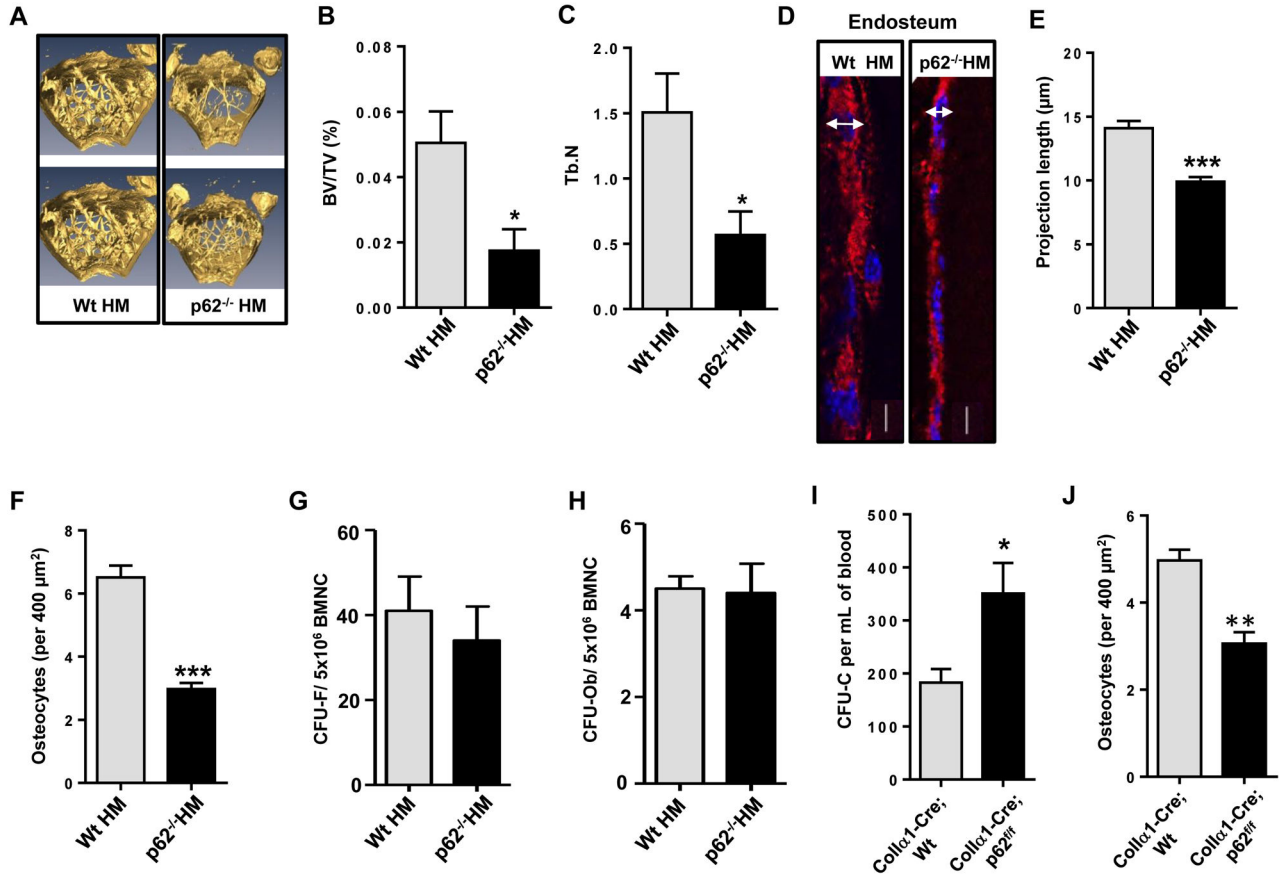 A
Wt HM
p62-/- HM
B
BV/TV (%)
0.08
0.06
0.04
0.02
0.00
*
Wt HM
p62-/-HM
C
Tb.N
2.0
1.5
1.0
0.5
0.0
*
Wt HM
p62-/-HM
D
Endosteum
Wt HM
p62-/-HM
E
Projection length (µm)
20
15
10
5
0
***
Wt HM
p62-/-HM
F
Osteocytes (per 400 µm²)
8
6
4
2
0
***
Wt HM
p62-/-HM
G
CFU-F/ 5x10⁶ BMNC
60
40
20
0
Wt HM
p62-/-HM
H
CFU-Ob/ 5x10⁶ BMNC
6
4
2
0
Wt HM
p62-/-HM
I
CFU-C per mL of blood
500
400
300
200
100
0
*
Collα1-Cre;
Wt
Collα1-Cre;
p62f/f
J
Osteocytes (per 400 µm²)
6
4
2
0
**
Collα1-Cre;
Wt
Collα1-Cre;
p62f/f